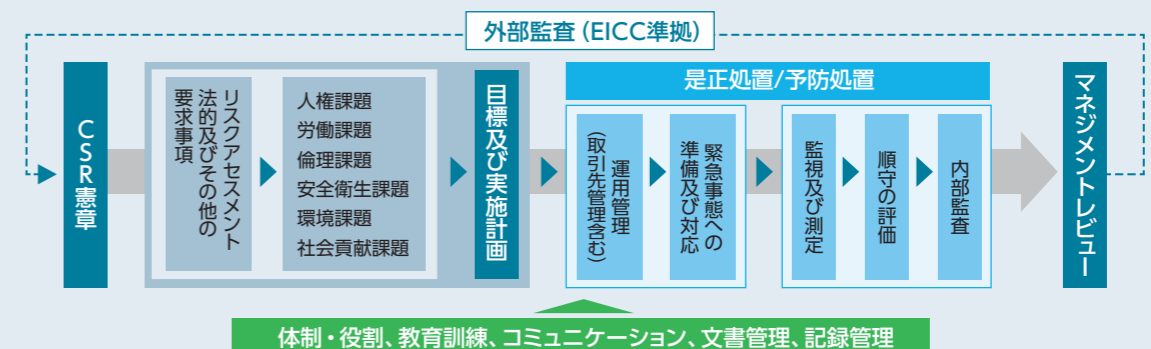 外部監査（EICC準拠）
CSR憲章
リスクアセスメント
法的及びその他の
要求事項
人権課題
労働課題
倫理課題
安全衛生課題
環境課題
社会貢献課題
目標及び実施計画
是正処置/予防処置
運用管理
（取引先管理含む）
緊急事態への
準備及び対応
監視及び測定
順守の評価
内部監査
マネジメントレビュー
体制・役割、教育訓練、コミュニケーション、文書管理、記録管理